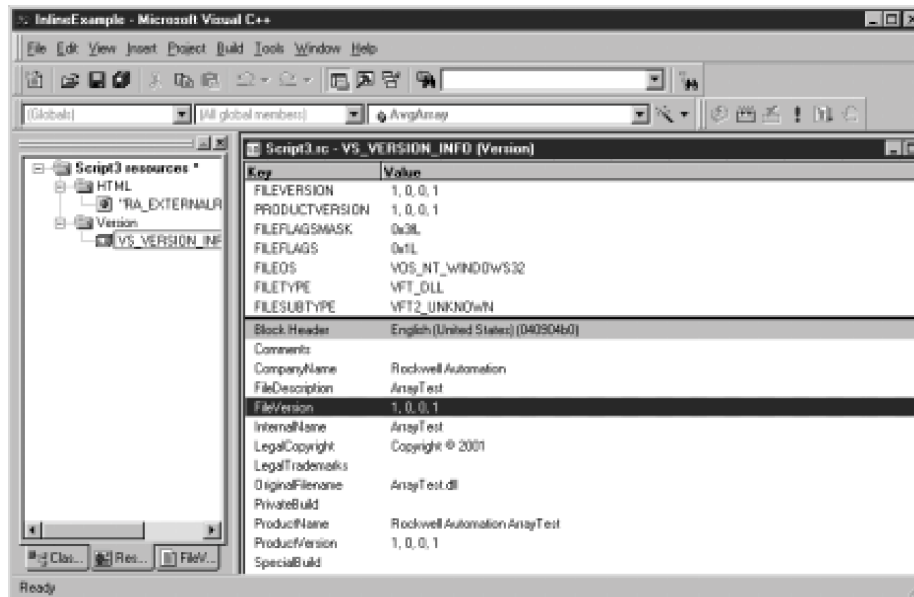 InlineExample - Microsoft Visual C++
File Edit View Insert Project Build Tools Window Help
(Globals)
(All global members)
AvgArray
Script3 resources *
HTML
"RA_EXTERNALR
Version
VS_VERSION_INF
Clas...
Res...
FileV...
Script3.rc - VS_VERSION_INFO (Version)
Key Value
FILEVERSION 1, 0, 0, 1
PRODUCTVERSION 1, 0, 0, 1
FILEFLAGSMASK 0x3fL
FILEFLAGS 0x1L
FILEOS VOS_NT_WINDOWS32
FILETYPE VFT_DLL
FILESUBTYPE VFT2_UNKNOWN
Block Header English (United States) (040904b0)
Comments
CompanyName Rockwell Automation
FileDescription ArrayTest
FileVersion 1, 0, 0, 1
InternalName ArrayTest
LegalCopyright Copyright © 2001
LegalTrademarks
OriginalFilename ArrayTest.dll
PrivateBuild
ProductName Rockwell Automation ArrayTest
ProductVersion 1, 0, 0, 1
SpecialBuild
Ready